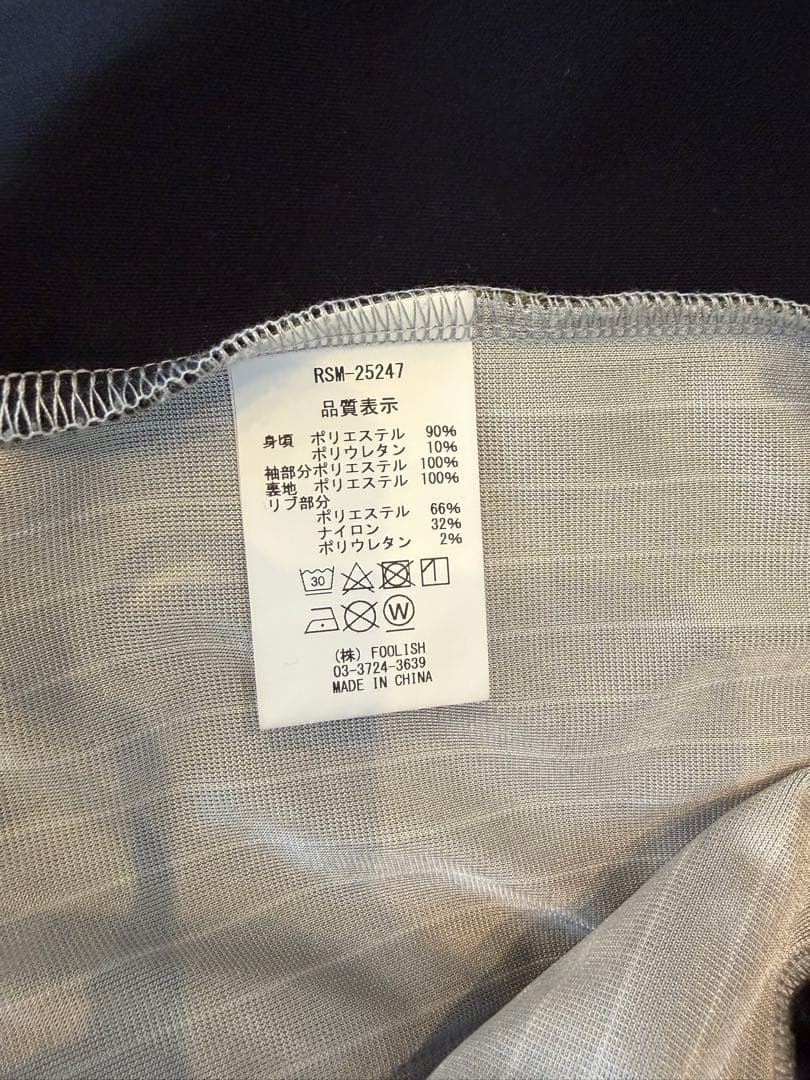 RSM-25247
品質表示
身頃 ポリエステル 90%
ポリウレタン 10%
袖部分 ポリエステル 100%
裏地 ポリエステル 100%
リブ部分
ポリエステル 66%
ナイロン 32%
ポリウレタン 2%
30
W
(株) FOOLISH
03-3724-3639
MADE IN CHINA